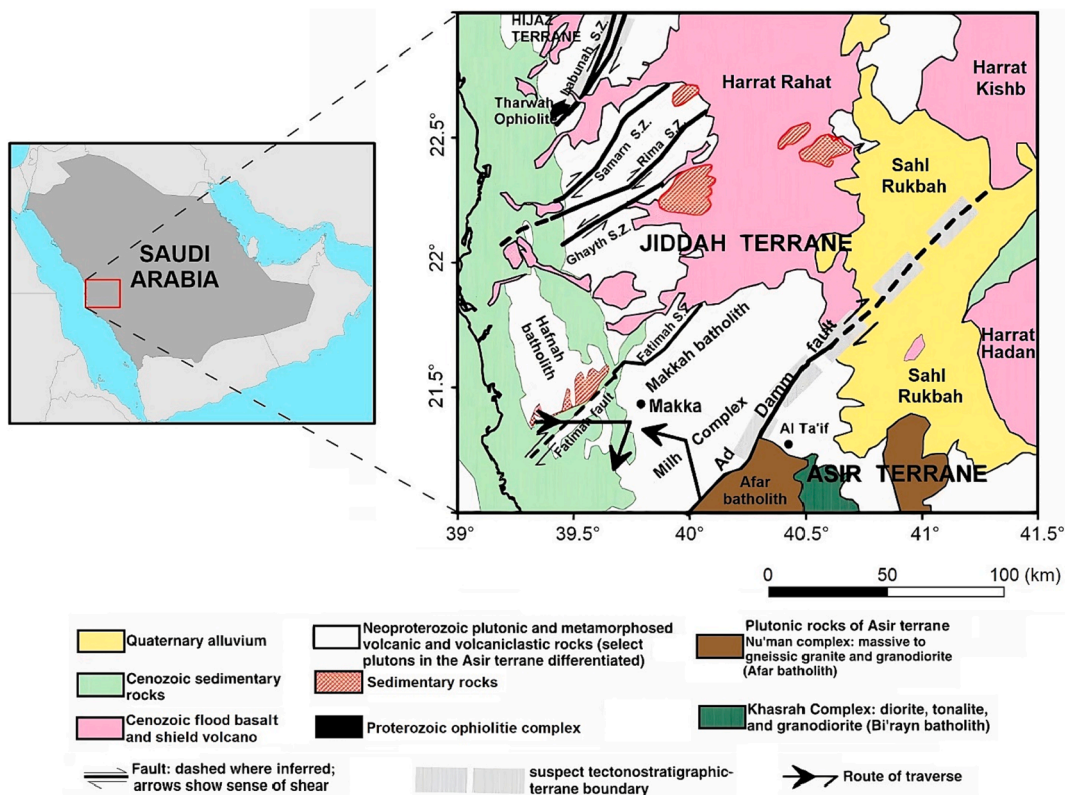 SAUDI
ARABIA
HIJAZ
TERRANE
Labunah S.Z.
Tharwah
Ophiolite
Samarn S.Z.
Rima S.Z.
Ghayth S.Z.
Harrat Rahat
Harrat
Kishb
Sahl
Rukbah
JIDDAH TERRANE
Hafnah
batholith
Fatimah S.Z.
Fatimah fault
Makkah batholith
Makka
Milh Complex
Ad Damm fault
Harrat
Hadan
Sahl
Rukbah
Al Ta'if
ASIR TERRANE
Afar
batholith
22.5°
22°
21.5°
39°
39.5°
40°
40.5°
41°
41.5°
0
50
100 (km)
Quaternary alluvium
Cenozoic sedimentary
rocks
Cenozoic flood basalt
and shield volcano
Fault: dashed where inferred;
arrows show sense of shear
Neoproterozoic plutonic and metamorphosed
volcanic and volcaniclastic rocks (select
plutons in the Asir terrane differentiated)
Sedimentary rocks
Proterozoic ophiolitie complex
suspect tectonostratigraphic-
terrane boundary
Plutonic rocks of Asir terrane
Nu'man complex: massive to
gneissic granite and granodiorite
(Afar batholith)
Khasrah Complex: diorite, tonalite,
and granodiorite (Bi'rayn batholith)
Route of traverse